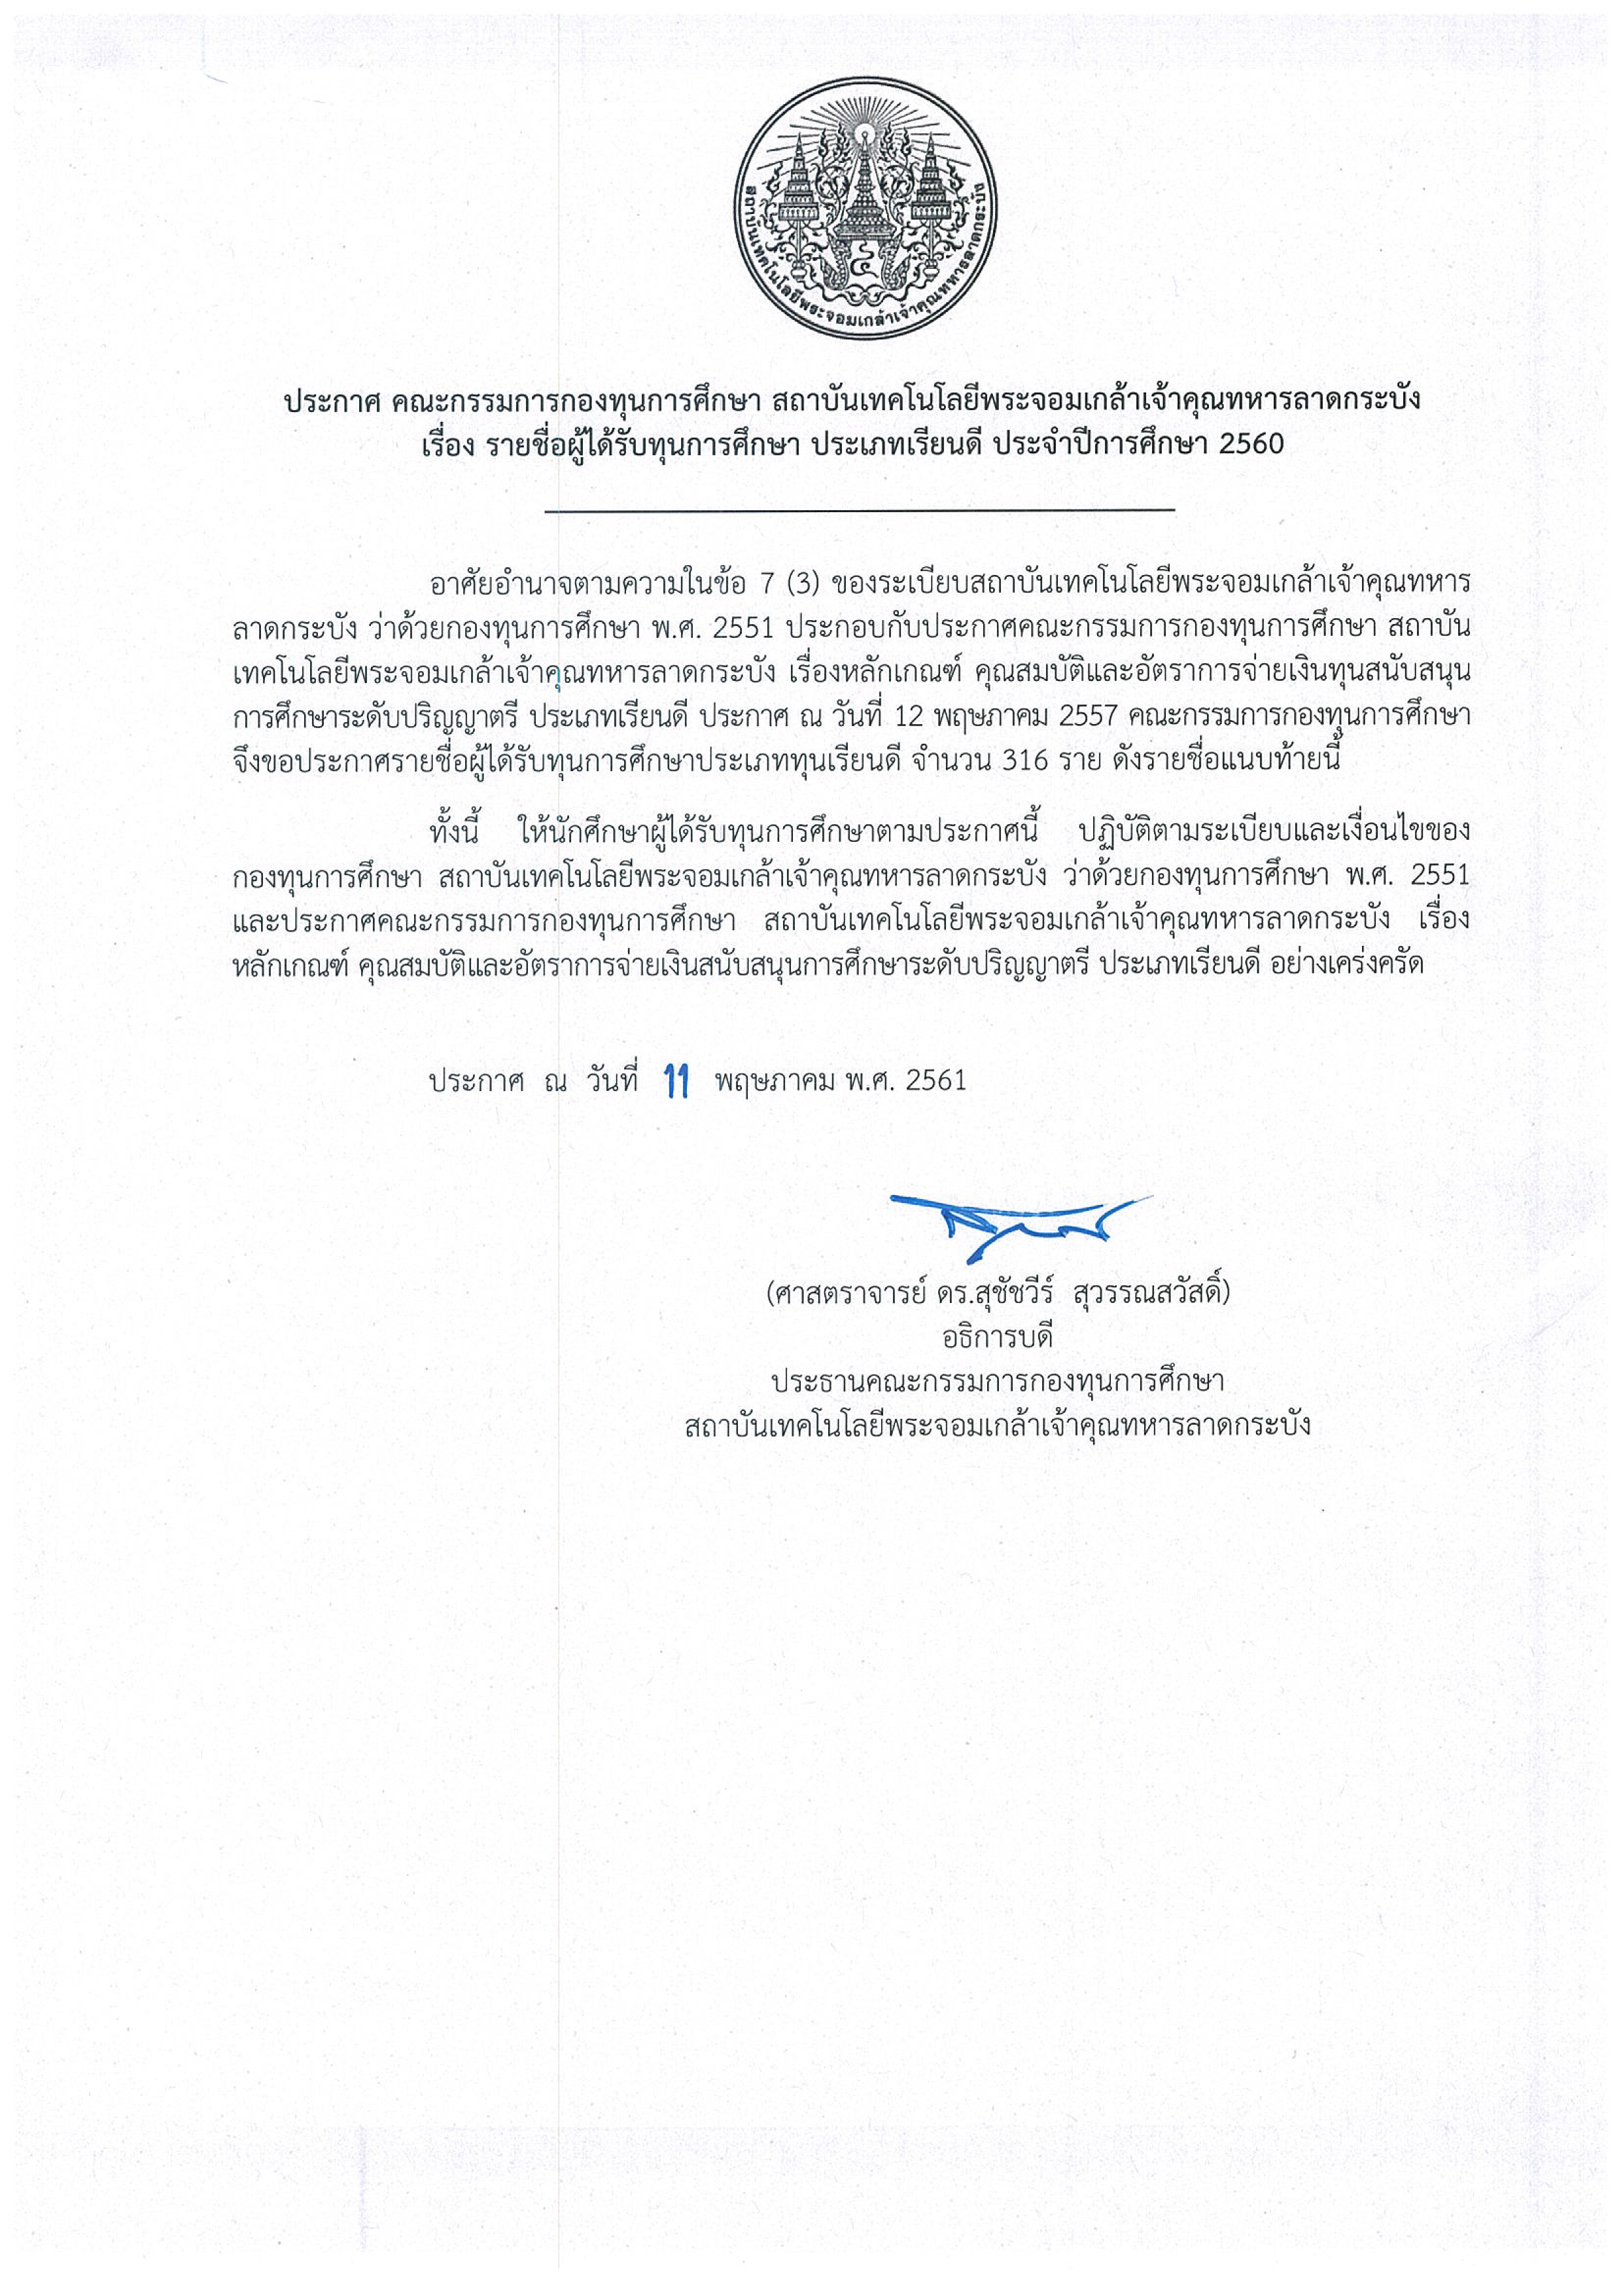 สถาบันเทคโนโลยีพระจอมเกล้าเจ้าคุณทหารลาดกระบัง
ประกาศ คณะกรรมการกองทุนการศึกษา สถาบันเทคโนโลยีพระจอมเกล้าเจ้าคุณทหารลาดกระบัง
เรื่อง รายชื่อผู้ได้รับทุนการศึกษา ประเภทเรียนดี ประจำปีการศึกษา 2560
อาศัยอำนาจตามความในข้อ 7 (3) ของระเบียบสถาบันเทคโนโลยีพระจอมเกล้าเจ้าคุณทหาร
ลาดกระบัง ว่าด้วยกองทุนการศึกษา พ.ศ. 2551 ประกอบกับประกาศคณะกรรมการกองทุนการศึกษา สถาบัน
เทคโนโลยีพระจอมเกล้าเจ้าคุณทหารลาดกระบัง เรื่องหลักเกณฑ์ คุณสมบัติและอัตราการจ่ายเงินทุนสนับสนุน
การศึกษาระดับปริญญาตรี ประเภทเรียนดี ประกาศ ณ วันที่ 12 พฤษภาคม 2557 คณะกรรมการกองทุนการศึกษา
จึงขอประกาศรายชื่อผู้ได้รับทุนการศึกษาประเภททุนเรียนดี จำนวน 316 ราย ดังรายชื่อแนบท้ายนี้
ทั้งนี้ ให้นักศึกษาผู้ได้รับทุนการศึกษาตามประกาศนี้ ปฏิบัติตามระเบียบและเงื่อนไขของ
กองทุนการศึกษา สถาบันเทคโนโลยีพระจอมเกล้าเจ้าคุณทหารลาดกระบัง ว่าด้วยกองทุนการศึกษา พ.ศ. 2551
และประกาศคณะกรรมการกองทุนการศึกษา สถาบันเทคโนโลยีพระจอมเกล้าเจ้าคุณทหารลาดกระบัง เรื่อง
หลักเกณฑ์ คุณสมบัติและอัตราการจ่ายเงินสนับสนุนการศึกษาระดับปริญญาตรี ประเภทเรียนดี อย่างเคร่งครัด
ประกาศ ณ วันที่ 11 พฤษภาคม พ.ศ. 2561
(ศาสตราจารย์ ดร.สุชัชวีร์ สุวรรณสวัสดิ์)
อธิการบดี
ประธานคณะกรรมการกองทุนการศึกษา
สถาบันเทคโนโลยีพระจอมเกล้าเจ้าคุณทหารลาดกระบัง